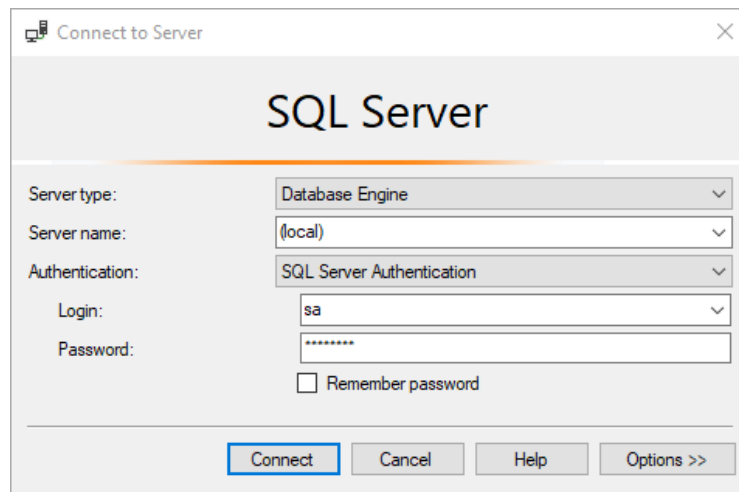 Connect to Server
SQL Server
Server type: Database Engine
Server name: (local)
Authentication: SQL Server Authentication
Login: sa
Password: ********
Remember password
Connect Cancel Help Options >>